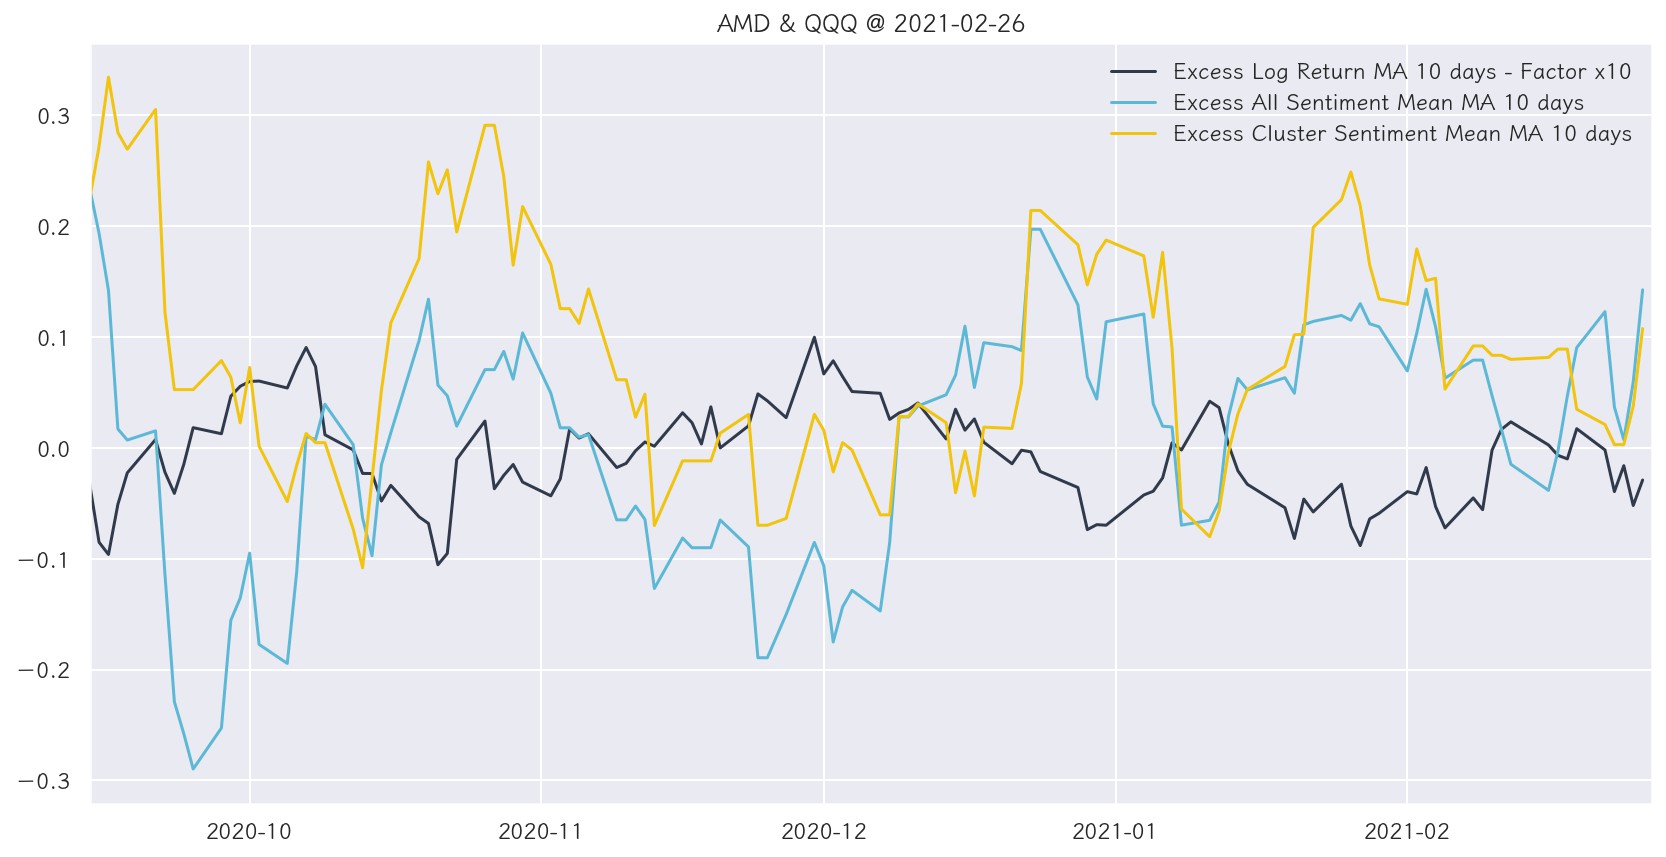 AMD & QQQ @ 2021-02-26
Excess Log Return MA 10 days - Factor x10
Excess All Sentiment Mean MA 10 days
Excess Cluster Sentiment Mean MA 10 days
0.3
0.2
0.1
0.0
−0.1
−0.2
−0.3
2020-10 2020-11 2020-12 2021-01 2021-02